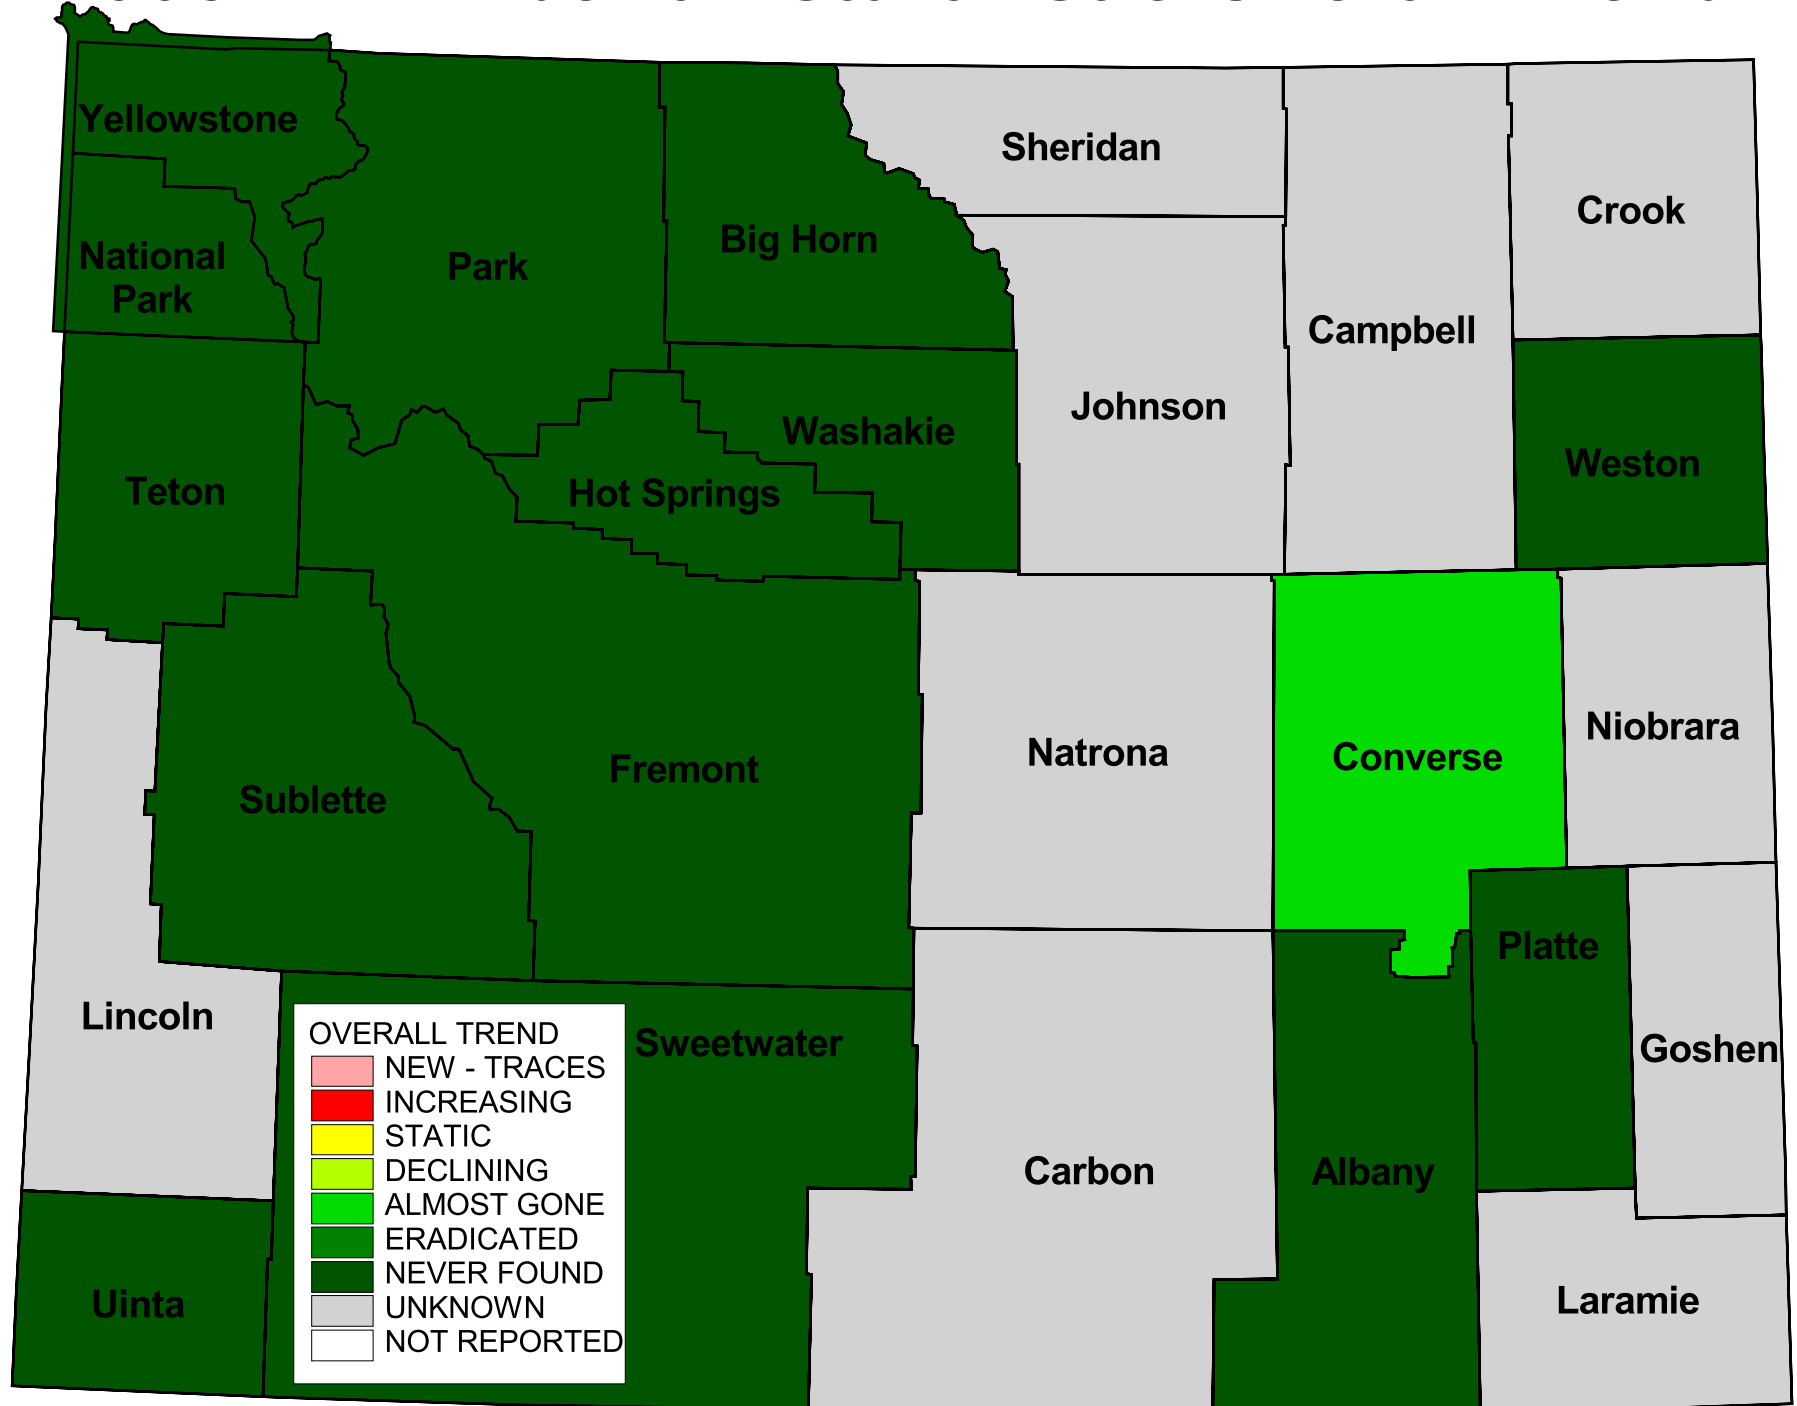 Yellowstone
National
Park
Park
Big Horn
Sheridan
Crook
Campbell
Johnson
Washakie
Hot Springs
Teton
Weston
Natrona
Converse
Niobrara
Fremont
Sublette
Platte
Lincoln
Sweetwater
Goshen
Carbon
Albany
Uinta
Laramie
OVERALL TREND
NEW - TRACES
INCREASING
STATIC
DECLINING
ALMOST GONE
ERADICATED
NEVER FOUND
UNKNOWN
NOT REPORTED